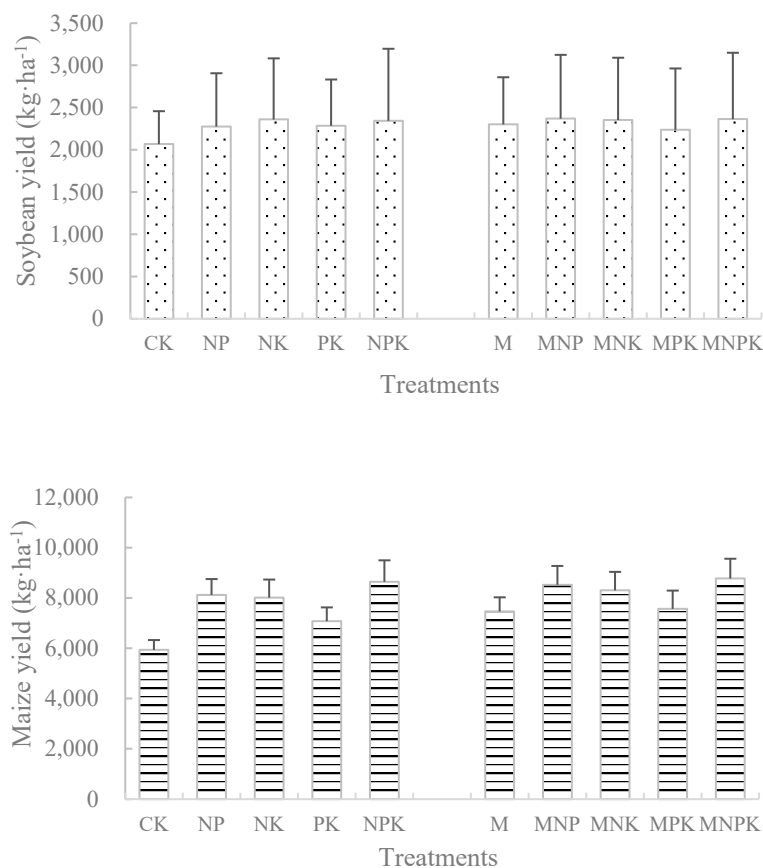 Soybean yield (kg·ha⁻¹)
3,500
3,000
2,500
2,000
1,500
1,000
500
0
CK NP NK PK NPK M MNP MNK MPK MNPK
Treatments
Maize yield (kg·ha⁻¹)
12,000
10,000
8,000
6,000
4,000
2,000
0
CK NP NK PK NPK M MNP MNK MPK MNPK
Treatments